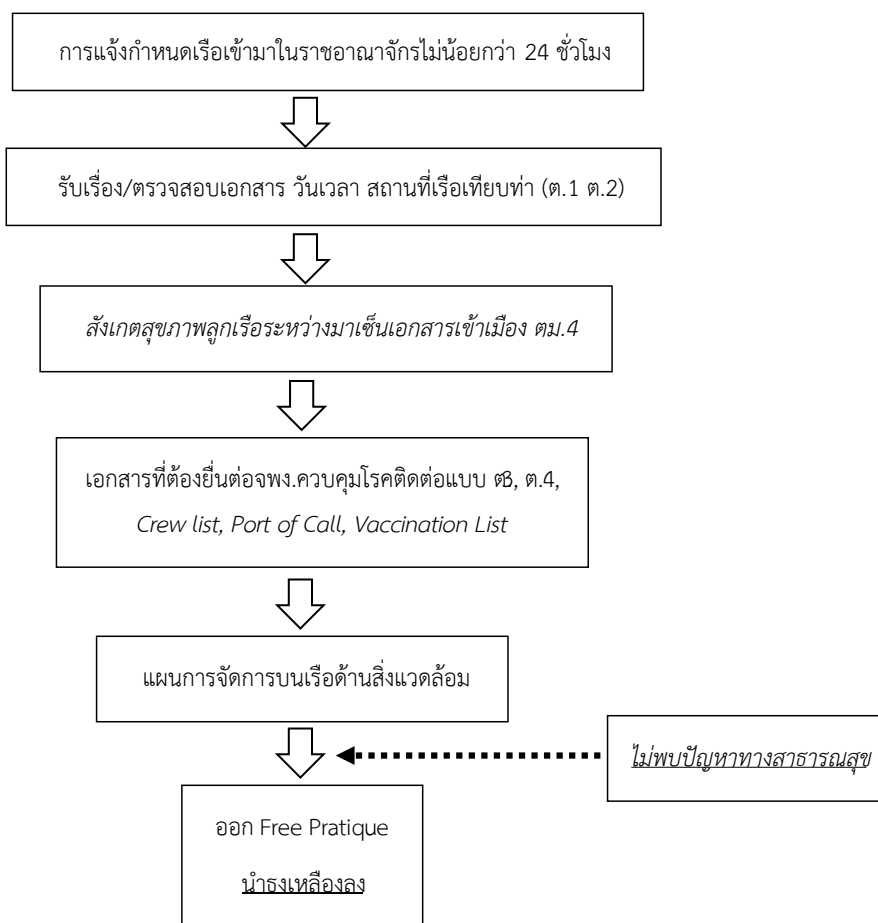 การแจ้งกำหนดเรือเข้ามาในราชอาณาจักรไม่น้อยกว่า 24 ชั่วโมง
รับเรื่อง/ตรวจสอบเอกสาร วันเวลา สถานที่เรือเทียบท่า (ต.1 ต.2)
สังเกตสุขภาพลูกเรือระหว่างมาเซ็นเอกสารเข้าเมือง ตม.4
เอกสารที่ต้องยื่นต่อจพง.ควบคุมโรคติดต่อแบบ ต3, ต.4,
Crew list, Port of Call, Vaccination List
แผนการจัดการบนเรือด้านสิ่งแวดล้อม
ไม่พบปัญหาทางสาธารณสุข
ออก Free Pratique
นำธงเหลืองลง